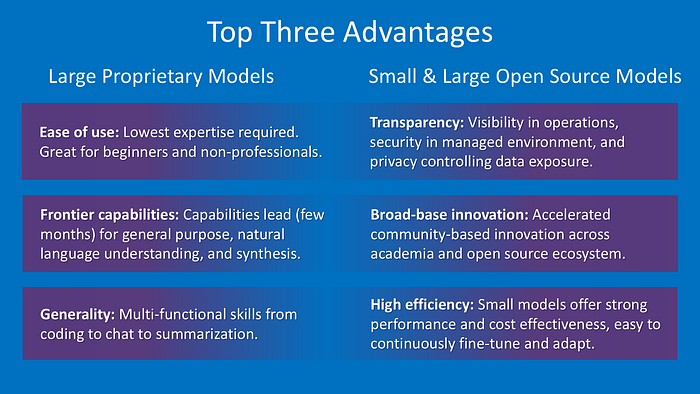 Top Three Advantages
Large Proprietary Models
Small & Large Open Source Models
Ease of use: Lowest expertise required.
Great for beginners and non-professionals.
Transparency: Visibility in operations,
security in managed environment, and
privacy controlling data exposure.
Frontier capabilities: Capabilities lead (few
months) for general purpose, natural
language understanding, and synthesis.
Broad-base innovation: Accelerated
community-based innovation across
academia and open source ecosystem.
Generality: Multi-functional skills from
coding to chat to summarization.
High efficiency: Small models offer strong
performance and cost effectiveness, easy to
continuously fine-tune and adapt.